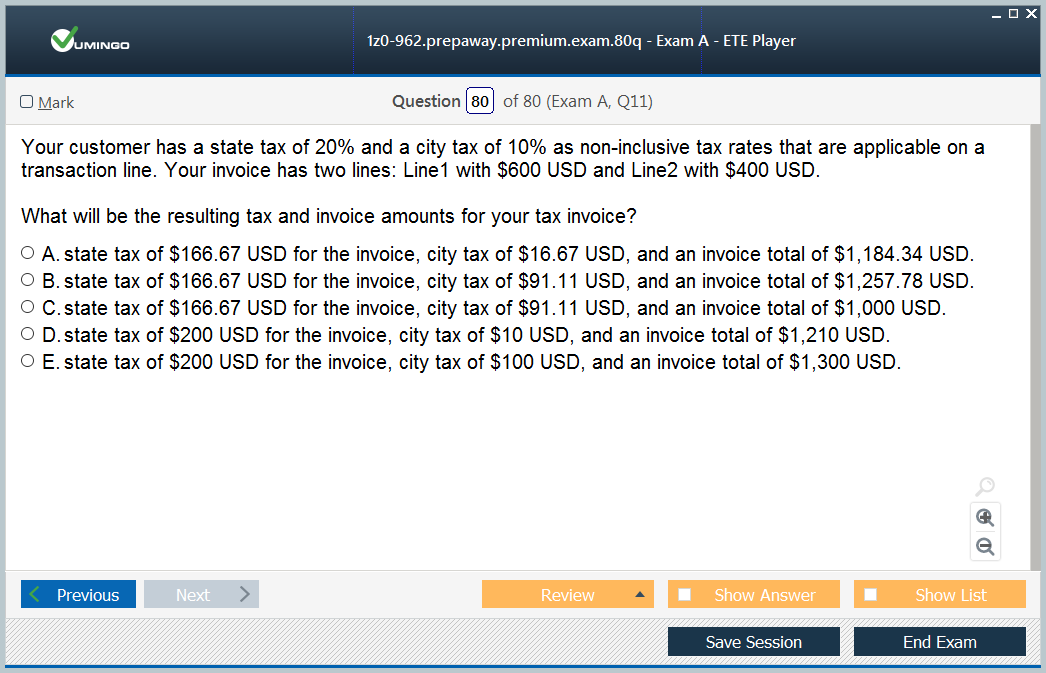 VUMINGO
1z0-962.prepaway.premium.exam.80q - Exam A - ETE Player
Mark
Question 80 of 80 (Exam A, Q11)
Your customer has a state tax of 20% and a city tax of 10% as non-inclusive tax rates that are applicable on a
transaction line. Your invoice has two lines: Line1 with $600 USD and Line2 with $400 USD.
What will be the resulting tax and invoice amounts for your tax invoice?
A. state tax of $166.67 USD for the invoice, city tax of $16.67 USD, and an invoice total of $1,184.34 USD.
B. state tax of $166.67 USD for the invoice, city tax of $91.11 USD, and an invoice total of $1,257.78 USD.
C. state tax of $166.67 USD for the invoice, city tax of $91.11 USD, and an invoice total of $1,000 USD.
D. state tax of $200 USD for the invoice, city tax of $10 USD, and an invoice total of $1,210 USD.
E. state tax of $200 USD for the invoice, city tax of $100 USD, and an invoice total of $1,300 USD.
Previous
Next
Review
Show Answer
Show List
Save Session
End Exam